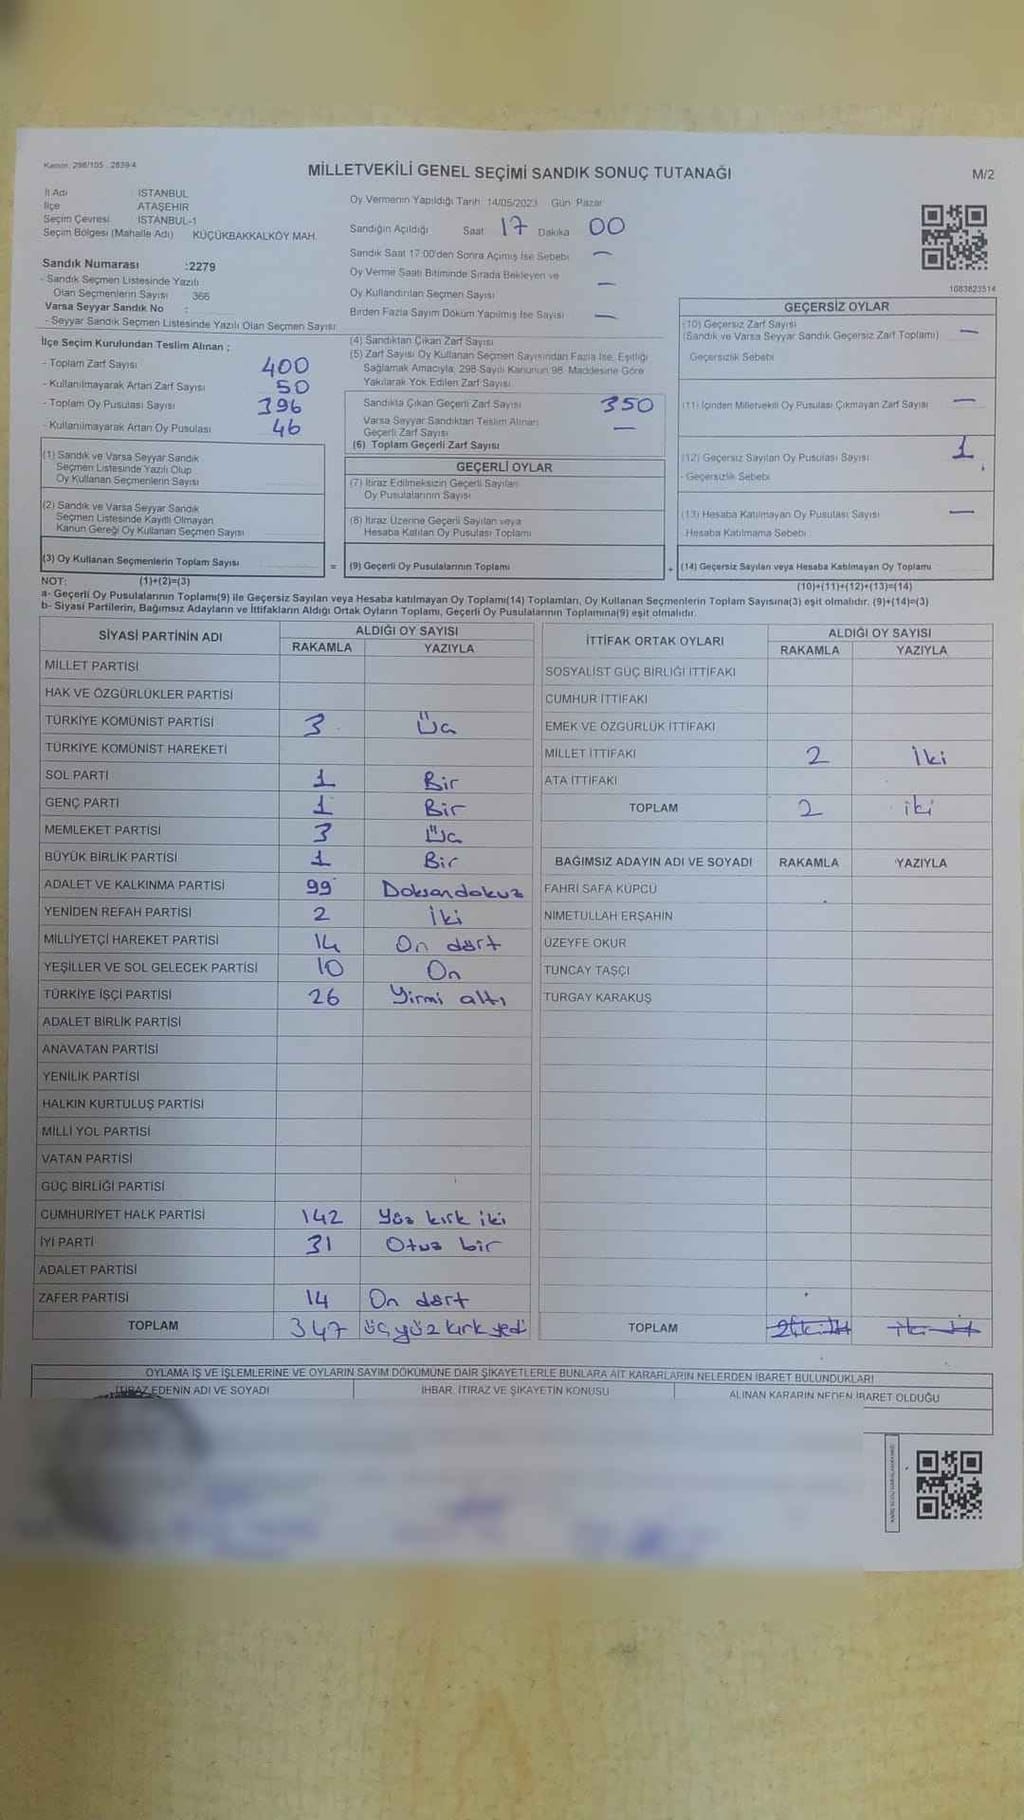 Kanun: 298/105 . 2839/4
MİLLETVEKİLİ GENEL SEÇİMİ SANDIK SONUÇ TUTANAĞI
M/2
İl Adı : İSTANBUL
İlçe : ATAŞEHİR
Seçim Çevresi : İSTANBUL-1
Seçim Bölgesi (Mahalle Adı) : KÜÇÜKBAKKALKÖY MAH.
Sandık Numarası :2279
- Sandık Seçmen Listesinde Yazılı
Olan Seçmenlerin Sayısı : 366
Varsa Seyyar Sandık No :
- Seyyar Sandık Seçmen Listesinde Yazılı Olan Seçmen Sayısı
Oy Vermenin Yapıldığı Tarih: 14/05/2023 Gün: Pazar
Sandığın Açıldığı Saat 17 Dakika 00
Sandık Saat 17:00'den Sonra Açılmış İse Sebebi —
Oy Verme Saati Bitiminde Sırada Bekleyen ve
Oy Kullandırılan Seçmen Sayısı —
Birden Fazla Sayım Döküm Yapılmış İse Sayısı —
1083623514
İlçe Seçim Kurulundan Teslim Alınan ;
- Toplam Zarf Sayısı 400
- Kullanılmayarak Artan Zarf Sayısı 50
- Toplam Oy Pusulası Sayısı 396
- Kullanılmayarak Artan Oy Pusulası 46
(4) Sandıktan Çıkan Zarf Sayısı
(5) Zarf Sayısı Oy Kullanan Seçmen Sayısından Fazla İse, Eşitliği
Sağlamak Amacıyla, 298 Sayılı Kanunun 98. Maddesine Göre
Yakılarak Yok Edilen Zarf Sayısı
Sandıkta Çıkan Geçerli Zarf Sayısı 350
Varsa Seyyar Sandıktan Teslim Alınan
Geçerli Zarf Sayısı —
(6) Toplam Geçerli Zarf Sayısı
GEÇERSİZ OYLAR
(10) Geçersiz Zarf Sayısı
(Sandık ve Varsa Seyyar Sandık Geçersiz Zarf Toplamı) —
Geçersizlik Sebebi
(11) İçinden Milletvekili Oy Pusulası Çıkmayan Zarf Sayısı —
(12) Geçersiz Sayılan Oy Pusulası Sayısı 1
- Geçersizlik Sebebi
(13) Hesaba Katılmayan Oy Pusulası Sayısı —
Hesaba Katılmama Sebebi
(1) Sandık ve Varsa Seyyar Sandık
Seçmen Listesinde Yazılı Olup
Oy Kullanan Seçmenlerin Sayısı
(2) Sandık ve Varsa Seyyar Sandık
Seçmen Listesinde Kayıtlı Olmayan
Kanun Gereği Oy Kullanan Seçmen Sayısı
GEÇERLİ OYLAR
(7) İtiraz Edilmeksizin Geçerli Sayılan
Oy Pusulalarının Sayısı
(8) İtiraz Üzerine Geçerli Sayılan veya
Hesaba Katılan Oy Pusulası Toplamı
(3) Oy Kullanan Seçmenlerin Toplam Sayısı = (9) Geçerli Oy Pusulalarının Toplamı + (14) Geçersiz Sayılan veya Hesaba Katılmayan Oy Toplamı
NOT: (1)+(2)=(3) (10)+(11)+(12)+(13)=(14)
a- Geçerli Oy Pusulalarının Toplamı(9) ile Geçersiz Sayılan veya Hesaba katılmayan Oy Toplamı(14) Toplamları, Oy Kullanan Seçmenlerin Toplam Sayısına(3) eşit olmalıdır. (9)+(14)=(3)
b- Siyasi Partilerin, Bağımsız Adayların ve İttifakların Aldığı Ortak Oyların Toplamı, Geçerli Oy Pusulalarının Toplamına(9) eşit olmalıdır.
SİYASİ PARTİNİN ADI ALDIĞI OY SAYISI
RAKAMLA YAZIYLA
MİLLET PARTİSİ
HAK VE ÖZGÜRLÜKLER PARTİSİ
TÜRKİYE KOMÜNİST PARTİSİ 3 Üç
TÜRKİYE KOMÜNİST HAREKETİ
SOL PARTİ 1 Bir
GENÇ PARTİ 1 Bir
MEMLEKET PARTİSİ 3 Üç
BÜYÜK BİRLİK PARTİSİ 1 Bir
ADALET VE KALKINMA PARTİSİ 99 Doksandokuz
YENİDEN REFAH PARTİSİ 2 İki
MİLLİYETÇİ HAREKET PARTİSİ 14 On dört
YEŞİLLER VE SOL GELECEK PARTİSİ 10 On
TÜRKİYE İŞÇİ PARTİSİ 26 Yirmi altı
ADALET BİRLİK PARTİSİ
ANAVATAN PARTİSİ
YENİLİK PARTİSİ
HALKIN KURTULUŞ PARTİSİ
MİLLİ YOL PARTİSİ
VATAN PARTİSİ
GÜÇ BİRLİĞİ PARTİSİ
CUMHURİYET HALK PARTİSİ 142 Yüz kırk iki
İYİ PARTİ 31 Otuz bir
ADALET PARTİSİ
ZAFER PARTİSİ 14 On dört
TOPLAM 347 üçyüz kırk yedi
İTTİFAK ORTAK OYLARI ALDIĞI OY SAYISI
RAKAMLA YAZIYLA
SOSYALİST GÜÇ BİRLİĞİ İTTİFAKI
CUMHUR İTTİFAKI
EMEK VE ÖZGÜRLÜK İTTİFAKI
MİLLET İTTİFAKI 2 İki
ATA İTTİFAKI
TOPLAM 2 iki
BAĞIMSIZ ADAYIN ADI VE SOYADI RAKAMLA YAZIYLA
FAHRİ SAFA KÜPCÜ
NİMETULLAH ERŞAHİN
ÜZEYFE OKUR
TUNCAY TAŞÇI
TURGAY KARAKUŞ
TOPLAM
OYLAMA İŞ VE İŞLEMLERİNE VE OYLARIN SAYIM DÖKÜMÜNE DAİR ŞİKAYETLERLE BUNLARA AİT KARARLARIN NELERDEN İBARET BULUNDUKLARI
İTİRAZ EDENİN ADI VE SOYADI İHBAR, İTİRAZ VE ŞİKAYETİN KONUSU ALINAN KARARIN NEDEN İBARET OLDUĞU